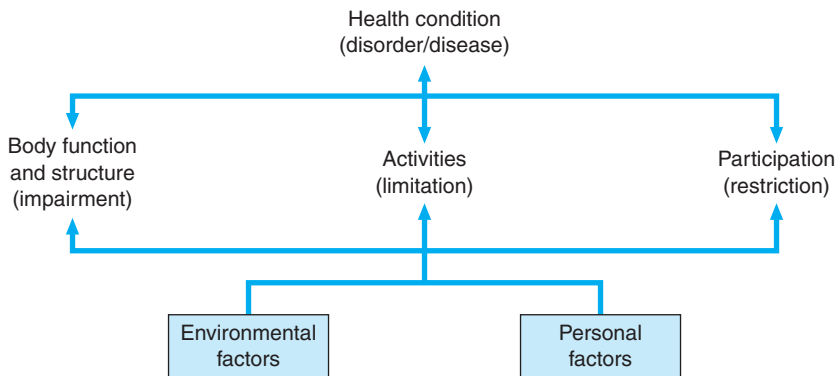 Health condition
(disorder/disease)
Body function
and structure
(impairment)
Activities
(limitation)
Participation
(restriction)
Environmental
factors
Personal
factors